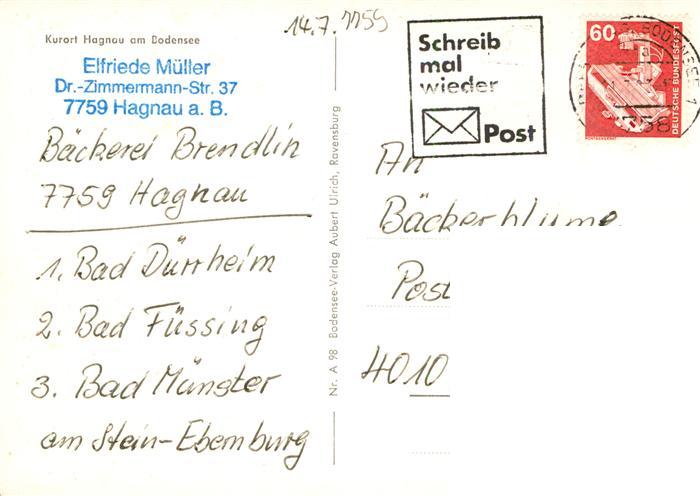 Kurort Hagnau am Bodensee
14.7.
Elfriede Müller
Dr.-Zimmermann-Str. 37
7759 Hagnau a. B.
Bäckerei Brendlin
7759 Hagnau
1. Bad Dürrheim
2. Bad Füssing
3. Bad Münster
am Stein-Ebernburg
Nr. A 98 Bodensee-Verlag Aubert Ulrich, Ravensburg
Schreib
mal
wieder
Post
60
DEUTSCHE BUNDESPOST
An
Bäckerblume
Post
4010